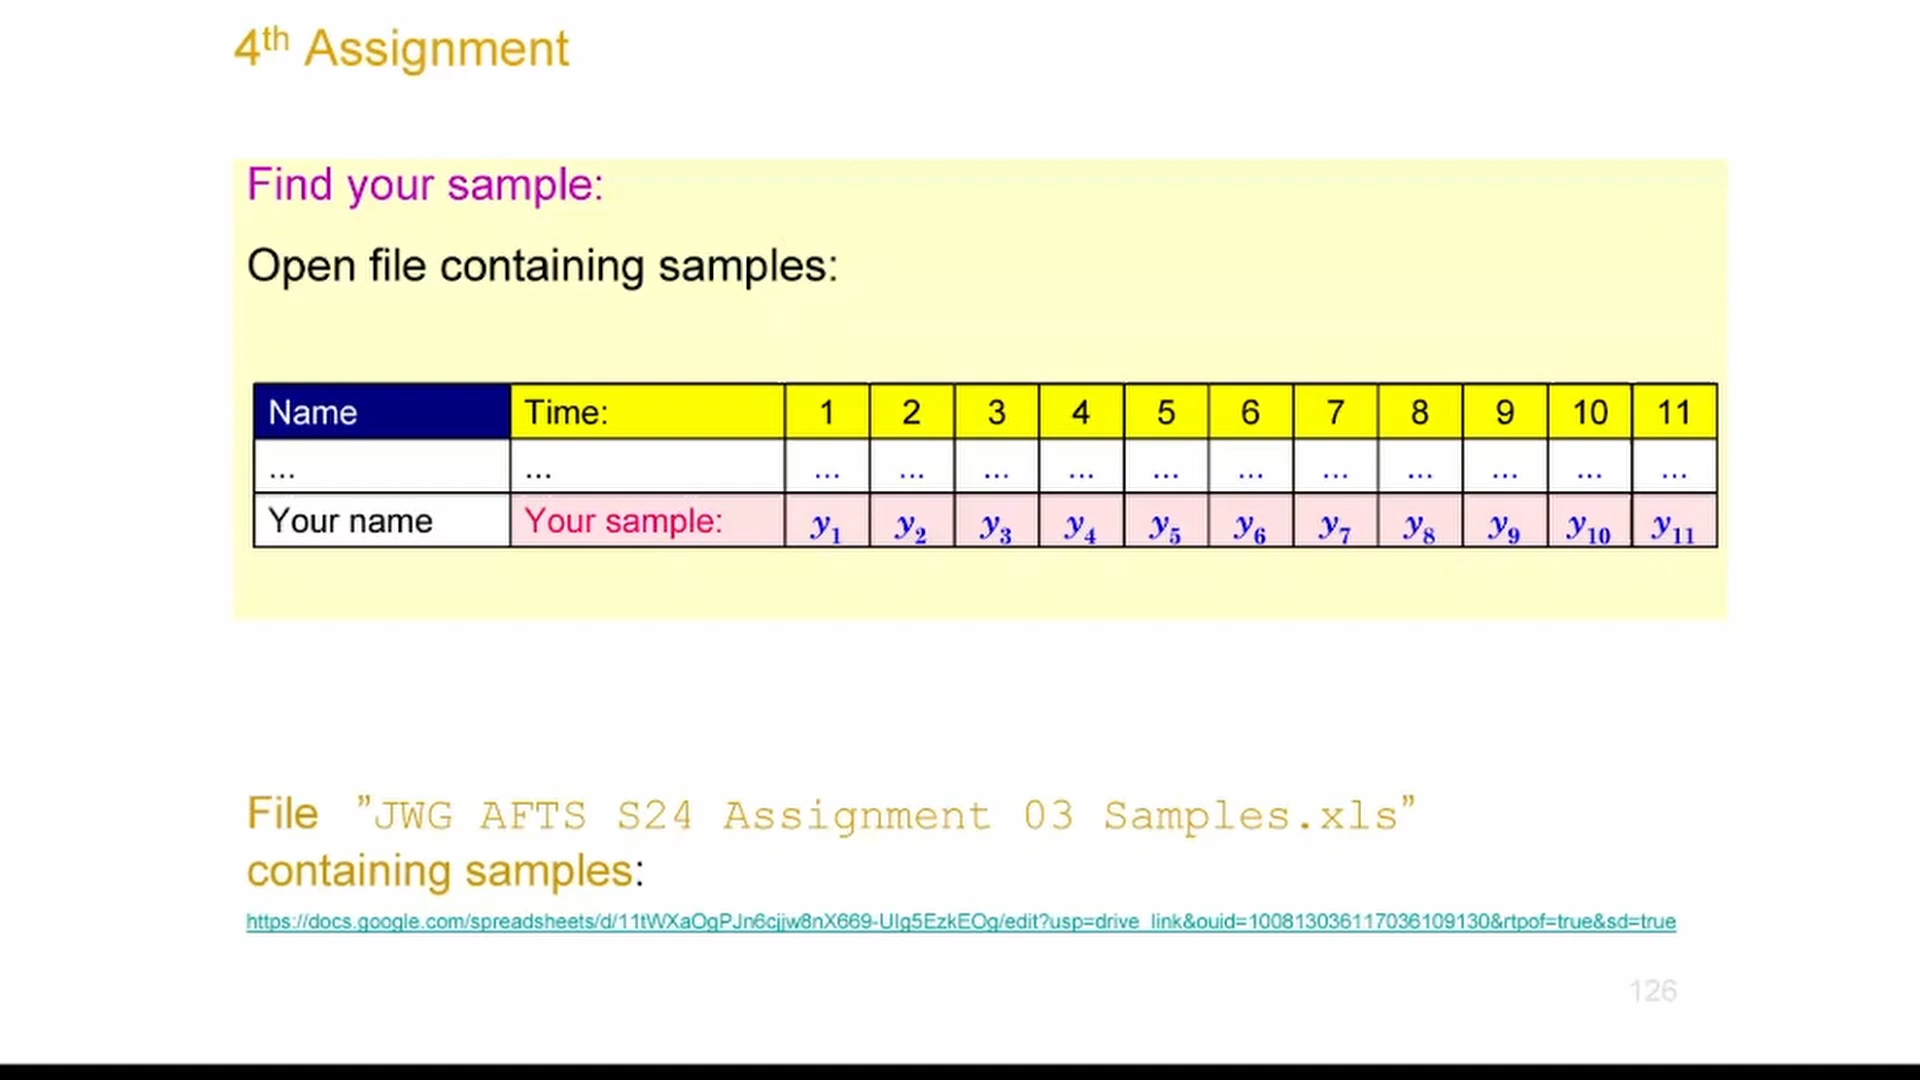 4th Assignment
Find your sample:
Open file containing samples:
Name Time: 1 2 3 4 5 6 7 8 9 10 11
... ... ... ... ... ... ... ... ... ... ... ... ...
Your name Your sample: y1 y2 y3 y4 y5 y6 y7 y8 y9 y10 y11
File ”JWG AFTS S24 Assignment 03 Samples.xls”
containing samples:
https://docs.google.com/spreadsheets/d/11tWXaOgPJn6cjjw8nX669-UIg5EzkEOg/edit?usp=drive_link&ouid=100813036117036109130&rtpof=true&sd=true
126